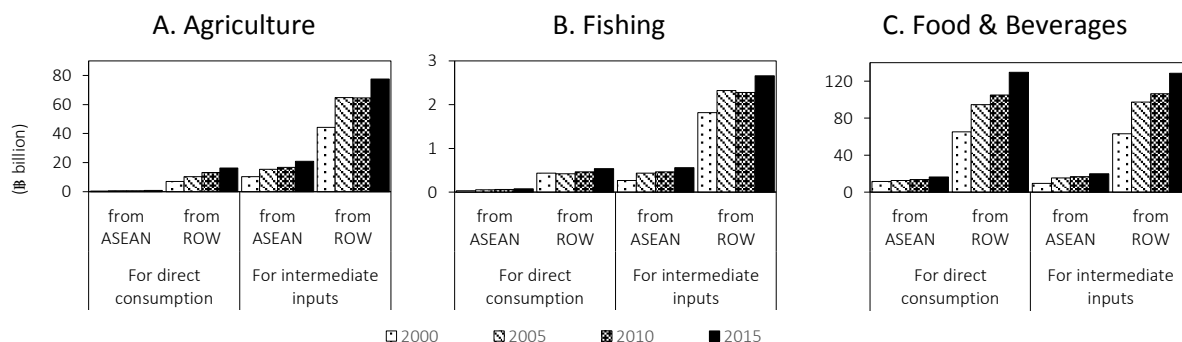 A. Agriculture
B. Fishing
C. Food & Beverages
(฿ billion)
80
60
40
20
0
from ASEAN
from ROW
from ASEAN
from ROW
For direct consumption
For intermediate inputs
3
2
1
0
from ASEAN
from ROW
from ASEAN
from ROW
For direct consumption
For intermediate inputs
120
80
40
0
from ASEAN
from ROW
from ASEAN
from ROW
For direct consumption
For intermediate inputs
2000
2005
2010
2015